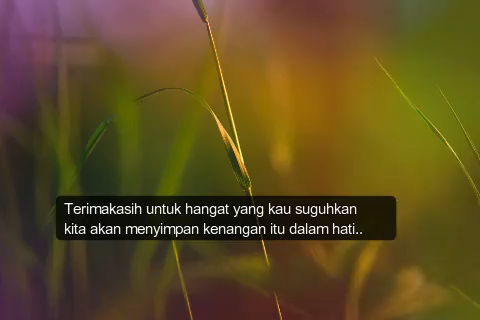 Terimakasih untuk hangat yang kau suguhkan
kita akan menyimpan kenangan itu dalam hati..